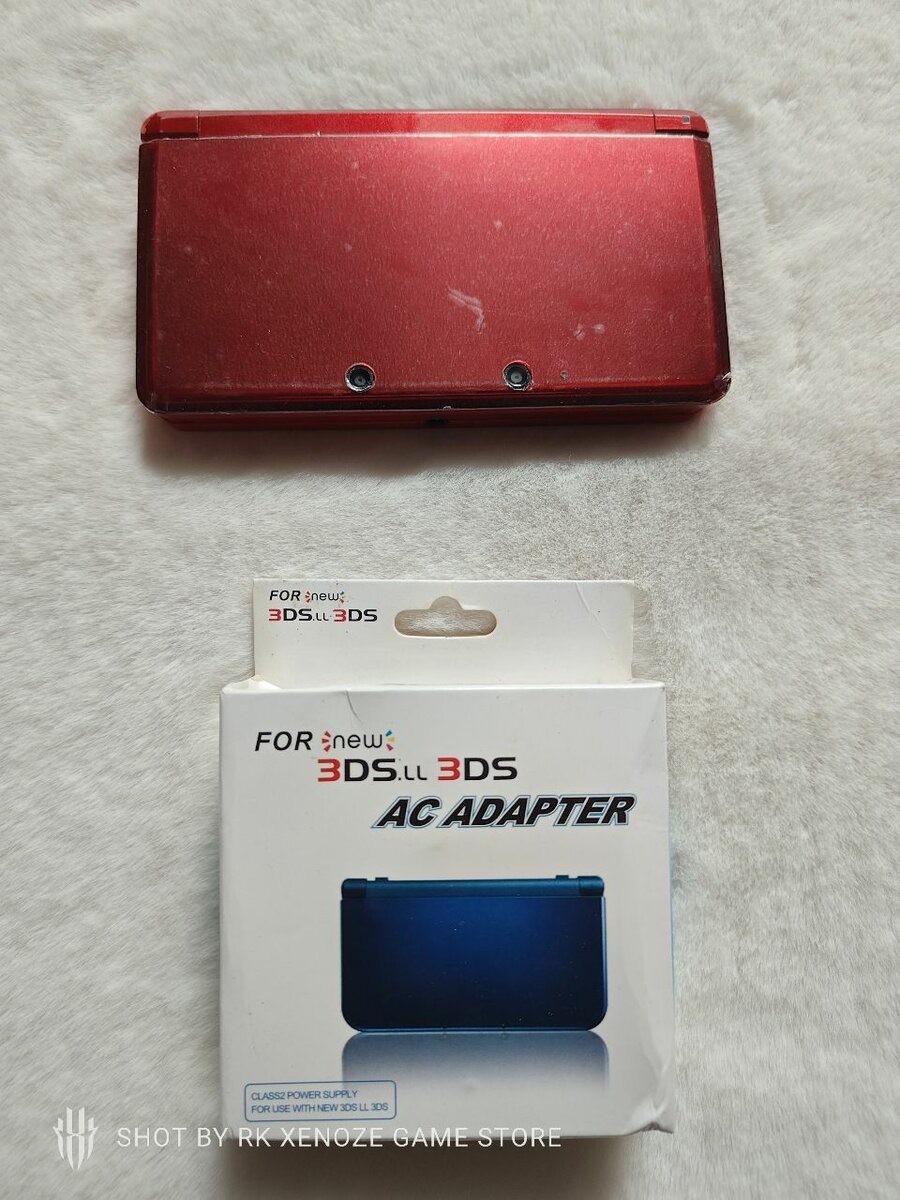 FOR new
3DS.LL 3DS
FOR new
3DS.LL 3DS
AC ADAPTER
CLASS2 POWER SUPPLY
FOR USE WITH NEW 3DS LL 3DS
SHOT BY RK XENOZE GAME STORE